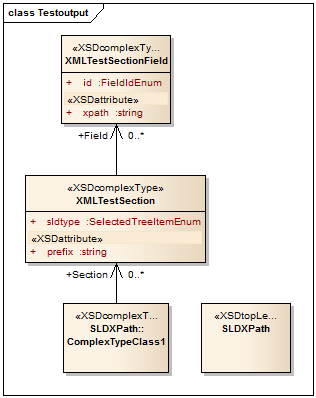 class Testoutput
«XSDcomplexTy...
XMLTestSectionField
+ id :FieldIdEnum
«XSDattribute»
+ xpath :string
+Field 0..*
«XSDcomplexType»
XMLTestSection
+ sldtype :SelectedTreeItemEnum
«XSDattribute»
+ prefix :string
+Section 0..*
«XSDcomplexT...
SLDXPath::
ComplexTypeClass1
«XSDtopLe...
SLDXPath